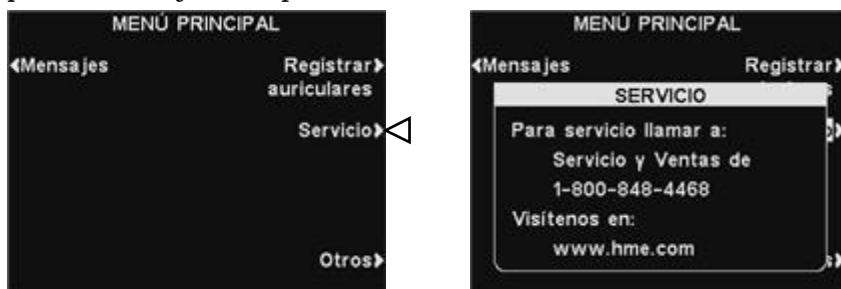 MENÚ PRINCIPAL
Mensajes
Registrar
auriculares
Servicio
Otros
MENÚ PRINCIPAL
Mensajes
Registrar
SERVICIO
Para servicio llamar a:
Servicio y Ventas de
1-800-848-4468
Visítenos en:
www.hme.com